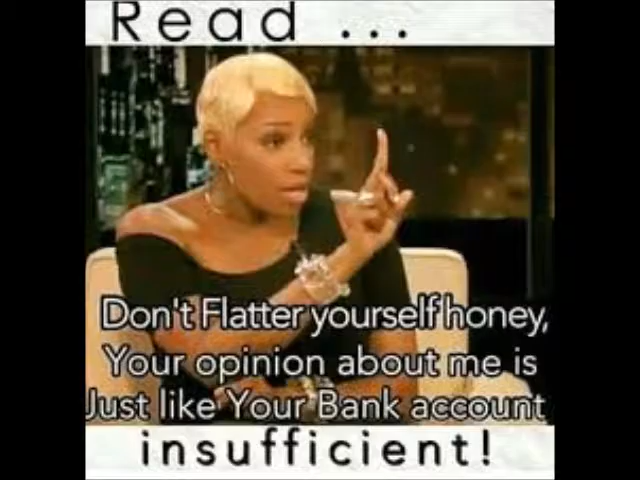 Read ...
Don't Flatter yourself honey,
Your opinion about me is
Just like Your Bank account
insufficient!